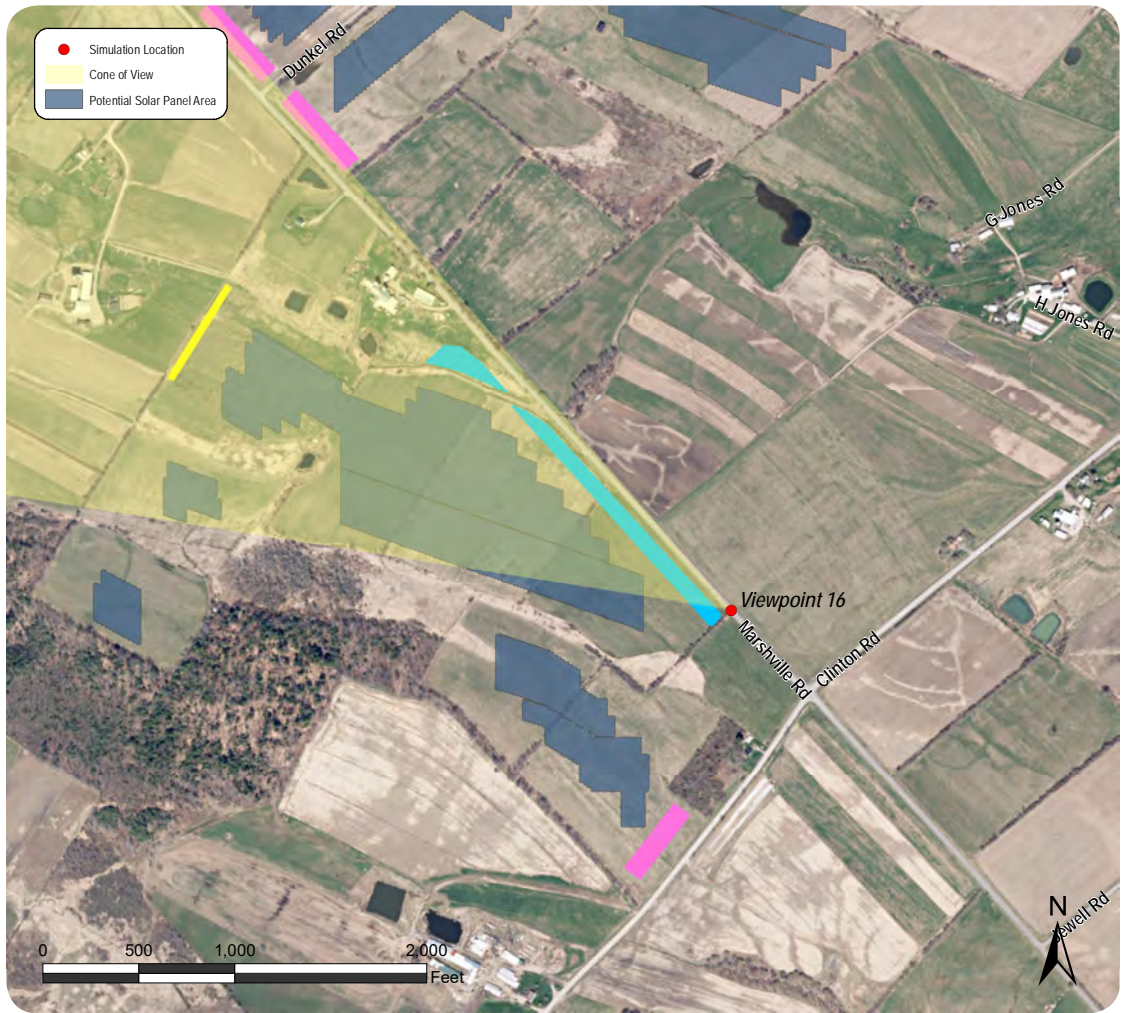 Dunkel Rd
Simulation Location
Cone of View
Potential Solar Panel Area
G Jones Rd
H Jones Rd
Viewpoint 16
Marshville Rd
Clinton Rd
N
Jewell Rd
0 500 1,000 2,000
Feet